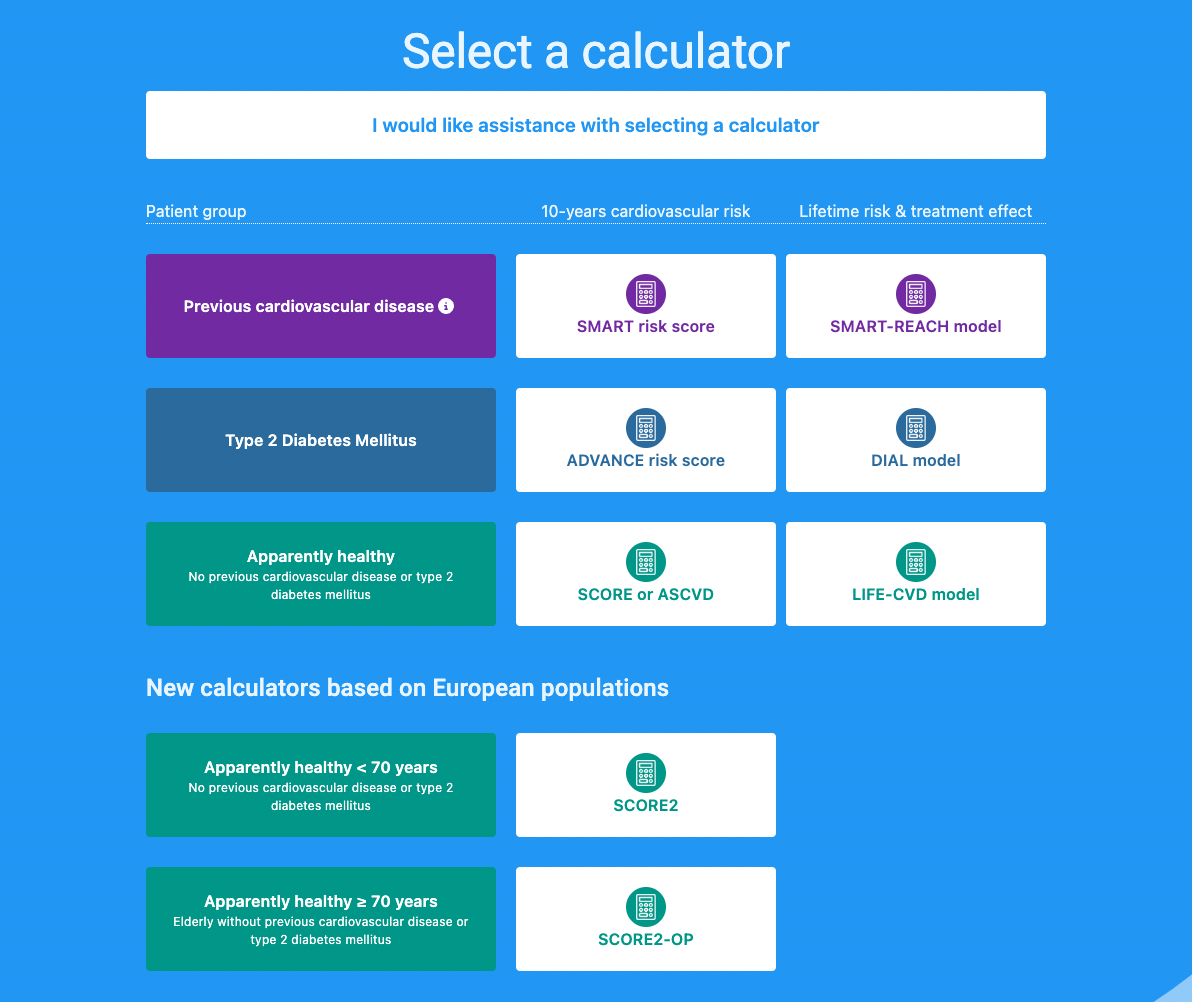 Select a calculator
I would like assistance with selecting a calculator
Patient group
10-years cardiovascular risk
Lifetime risk & treatment effect
Previous cardiovascular disease
SMART risk score
SMART-REACH model
Type 2 Diabetes Mellitus
ADVANCE risk score
DIAL model
Apparently healthy
No previous cardiovascular disease or type 2
diabetes mellitus
SCORE or ASCVD
LIFE-CVD model
New calculators based on European populations
Apparently healthy < 70 years
No previous cardiovascular disease or type 2
diabetes mellitus
SCORE2
Apparently healthy ≥ 70 years
Elderly without previous cardiovascular disease or
type 2 diabetes mellitus
SCORE2-OP